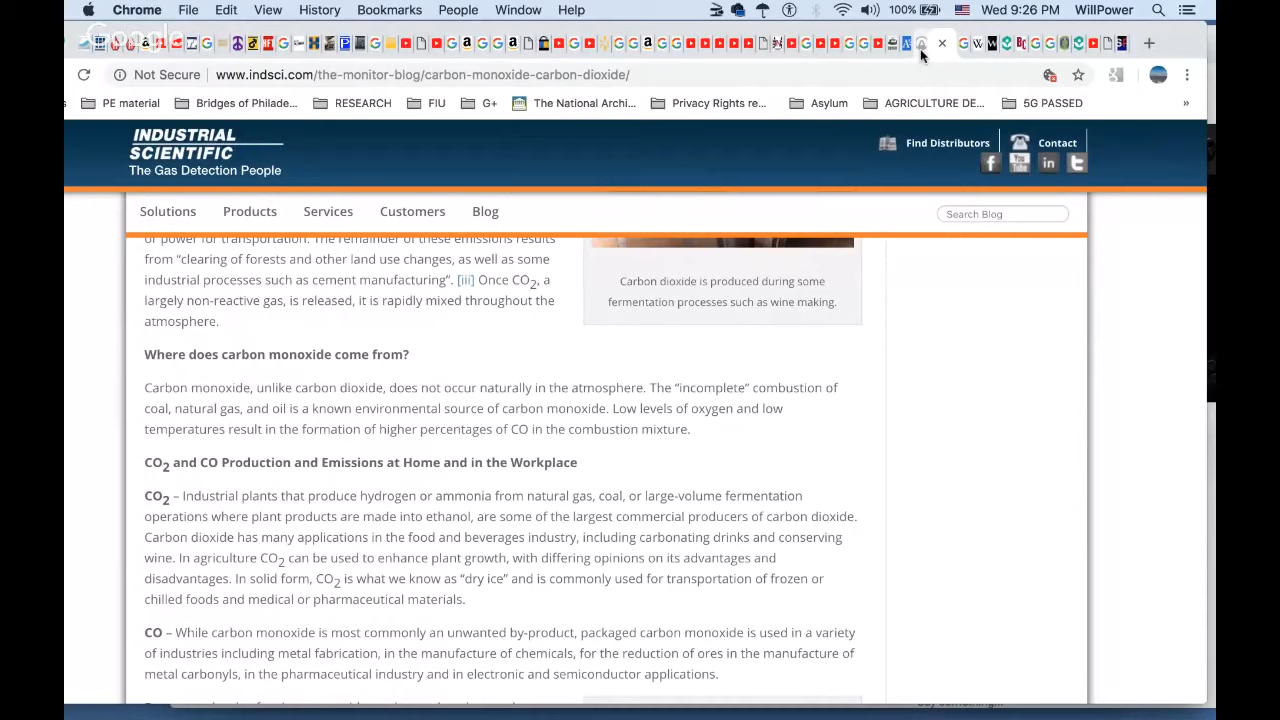 Chrome File Edit View History Bookmarks People Window Help 100% Wed 9:26 PM WillPower
Google
Not Secure www.indsci.com/the-monitor-blog/carbon-monoxide-carbon-dioxide/
PE material Bridges of Philade... RESEARCH FIU G+ The National Archi... Privacy Rights re... Asylum AGRICULTURE DE... 5G PASSED »
INDUSTRIAL
SCIENTIFIC
The Gas Detection People
Find Distributors Contact
Solutions Products Services Customers Blog Search Blog
of power for transportation. The remainder of these emissions results
from “clearing of forests and other land use changes, as well as some
industrial processes such as cement manufacturing”. [iii] Once CO2, a
largely non-reactive gas, is released, it is rapidly mixed throughout the
atmosphere.
Carbon dioxide is produced during some
fermentation processes such as wine making.
Where does carbon monoxide come from?
Carbon monoxide, unlike carbon dioxide, does not occur naturally in the atmosphere. The “incomplete” combustion of
coal, natural gas, and oil is a known environmental source of carbon monoxide. Low levels of oxygen and low
temperatures result in the formation of higher percentages of CO in the combustion mixture.
CO2 and CO Production and Emissions at Home and in the Workplace
CO2 – Industrial plants that produce hydrogen or ammonia from natural gas, coal, or large-volume fermentation
operations where plant products are made into ethanol, are some of the largest commercial producers of carbon dioxide.
Carbon dioxide has many applications in the food and beverages industry, including carbonating drinks and conserving
wine. In agriculture CO2 can be used to enhance plant growth, with differing opinions on its advantages and
disadvantages. In solid form, CO2 is what we know as “dry ice” and is commonly used for transportation of frozen or
chilled foods and medical or pharmaceutical materials.
CO – While carbon monoxide is most commonly an unwanted by-product, packaged carbon monoxide is used in a variety
of industries including metal fabrication, in the manufacture of chemicals, for the reduction of ores in the manufacture of
metal carbonyls, in the pharmaceutical industry and in electronic and semiconductor applications.